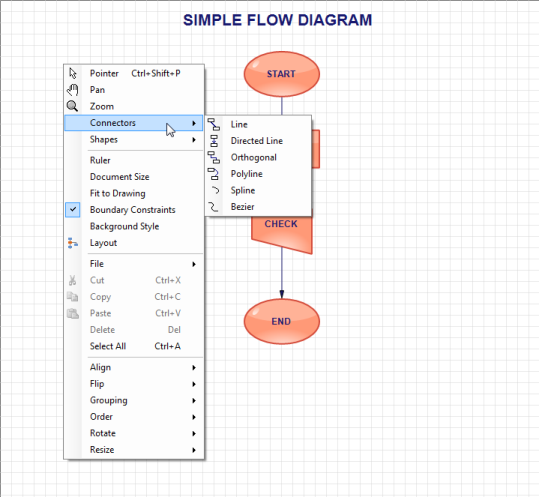 SIMPLE FLOW DIAGRAM
START
Pointer Ctrl+Shift+P
Pan
Zoom
Connectors
Shapes
Ruler
Document Size
Fit to Drawing
Boundary Constraints
Background Style
Layout
File
Cut Ctrl+X
Copy Ctrl+C
Paste Ctrl+V
Delete Del
Select All Ctrl+A
Align
Flip
Grouping
Order
Rotate
Resize
Line
Directed Line
Orthogonal
Polyline
Spline
Bezier
CHECK
END